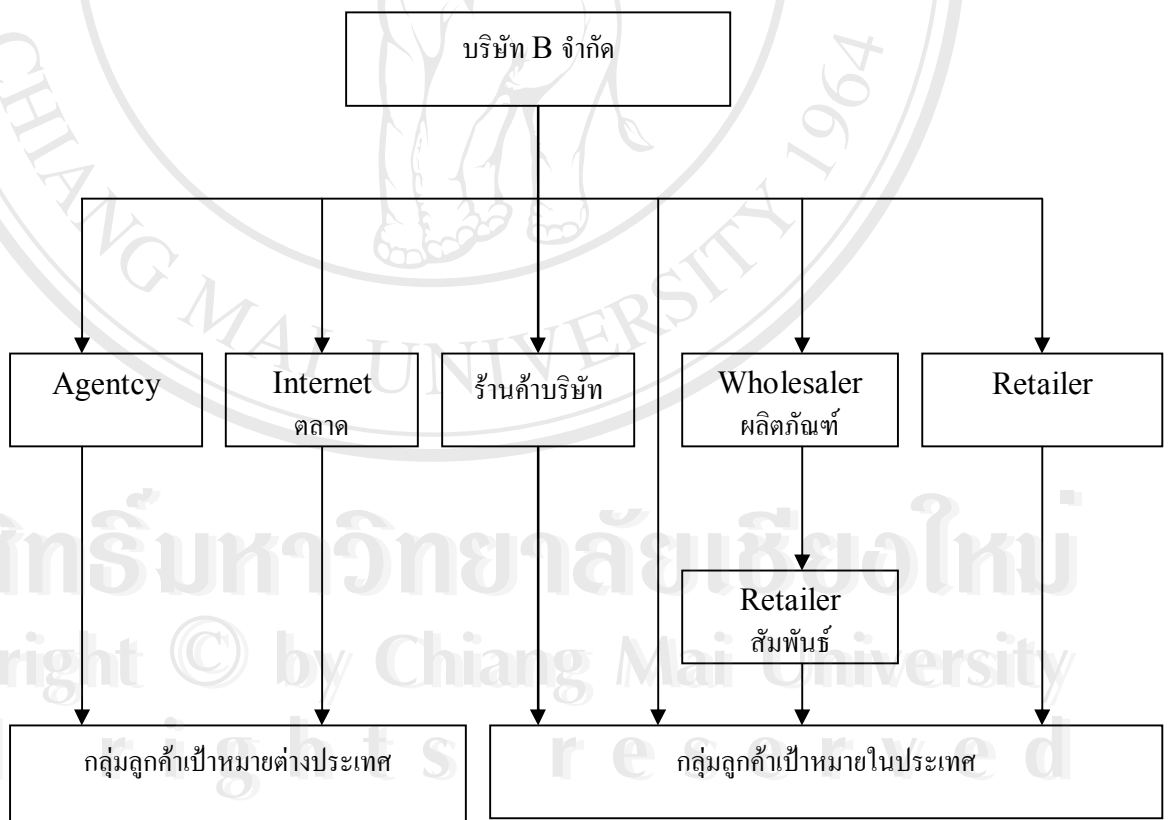 บริษัท B จำกัด
CHIANG MAI UNIVERSITY 1964
Agentcy
Internet
ตลาด
ร้านค้าบริษัท
Wholesaler
ผลิตภัณฑ์
Retailer
Retailer
สัมพันธ์
กลุ่มลูกค้าเป้าหมายต่างประเทศ
กลุ่มลูกค้าเป้าหมายในประเทศ
สิทธิ์มหาวิทยาลัยเชียงใหม่
right © by Chiang Mai University
rights reserved